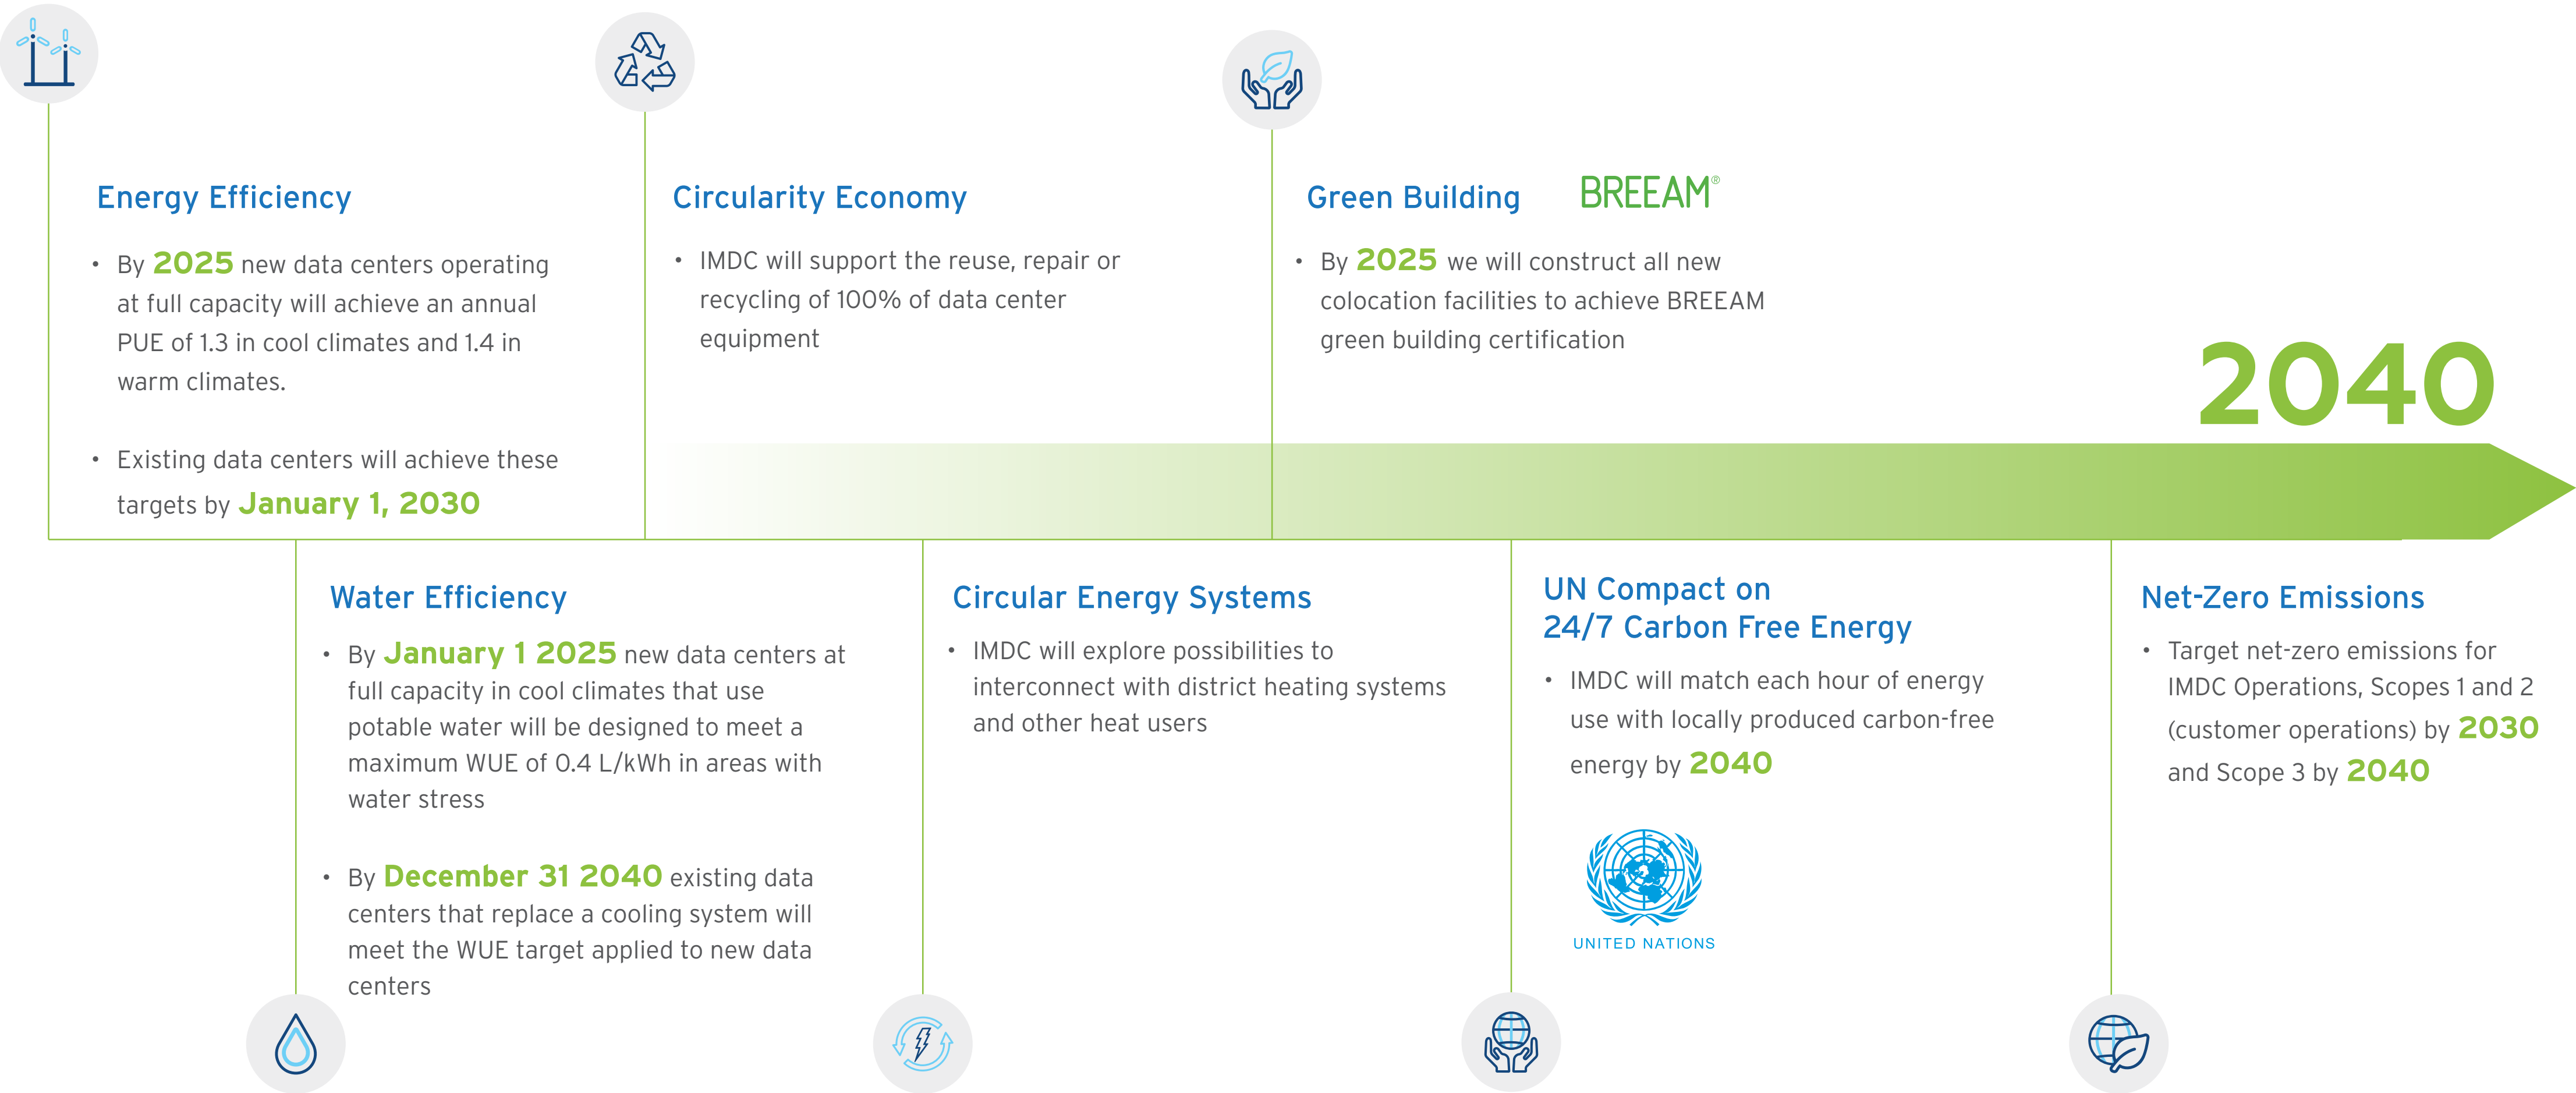 Energy Efficiency
• By 2025 new data centers operating
at full capacity will achieve an annual
PUE of 1.3 in cool climates and 1.4 in
warm climates.
• Existing data centers will achieve these
targets by January 1, 2030
Circularity Economy
• IMDC will support the reuse, repair or
recycling of 100% of data center
equipment
Green Building
BREEAM®
• By 2025 we will construct all new
colocation facilities to achieve BREEAM
green building certification
2040
Water Efficiency
• By January 1 2025 new data centers at
full capacity in cool climates that use
potable water will be designed to meet a
maximum WUE of 0.4 L/kWh in areas with
water stress
• By December 31 2040 existing data
centers that replace a cooling system will
meet the WUE target applied to new data
centers
Circular Energy Systems
• IMDC will explore possibilities to
interconnect with district heating systems
and other heat users
UN Compact on
24/7 Carbon Free Energy
• IMDC will match each hour of energy
use with locally produced carbon-free
energy by 2040
UNITED NATIONS
Net-Zero Emissions
• Target net-zero emissions for
IMDC Operations, Scopes 1 and 2
(customer operations) by 2030
and Scope 3 by 2040